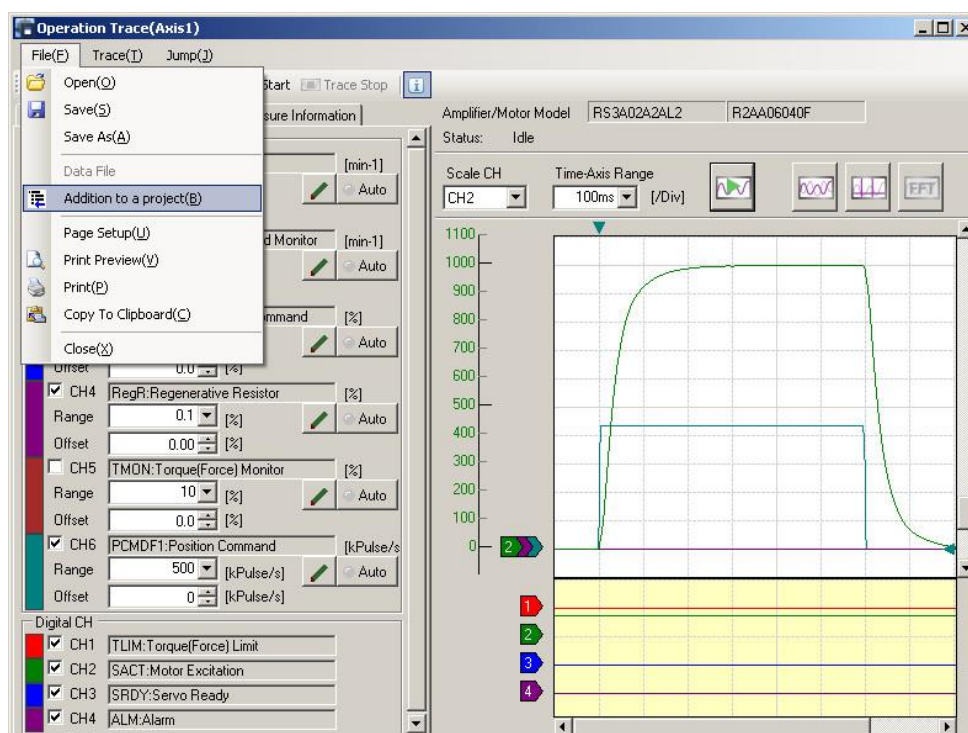 Operation Trace(Axis1)
File(F) Trace(T) Jump(J)
Open(O)
Save(S)
Save As(A)
Data File
Addition to a project(B)
Page Setup(U)
Print Preview(V)
Print(P)
Copy To Clipboard(C)
Close(X)
Start Trace Stop
sure Information
[min-1]
Auto
d Monitor [min-1]
Auto
mmand [%]
Auto
Offset 0.0 [%]
CH4 RegR:Regenerative Resistor [%]
Range 0.1 [%] Auto
Offset 0.00 [%]
CH5 TMON:Torque(Force) Monitor [%]
Range 10 [%] Auto
Offset 0.0 [%]
CH6 PCMDF1:Position Command [kPulse/s
Range 500 [kPulse/s] Auto
Offset 0 [kPulse/s]
Digital CH
CH1 TLIM:Torque(Force) Limit
CH2 SACT:Motor Excitation
CH3 SRDY:Servo Ready
CH4 ALM:Alarm
Amplifier/Motor Model RS3A02A2AL2 R2AA06040F
Status: Idle
Scale CH Time-Axis Range
CH2 100ms [/Div] FFT
1100
1000
900
800
700
600
500
400
300
200
100
0 2
1
2
3
4